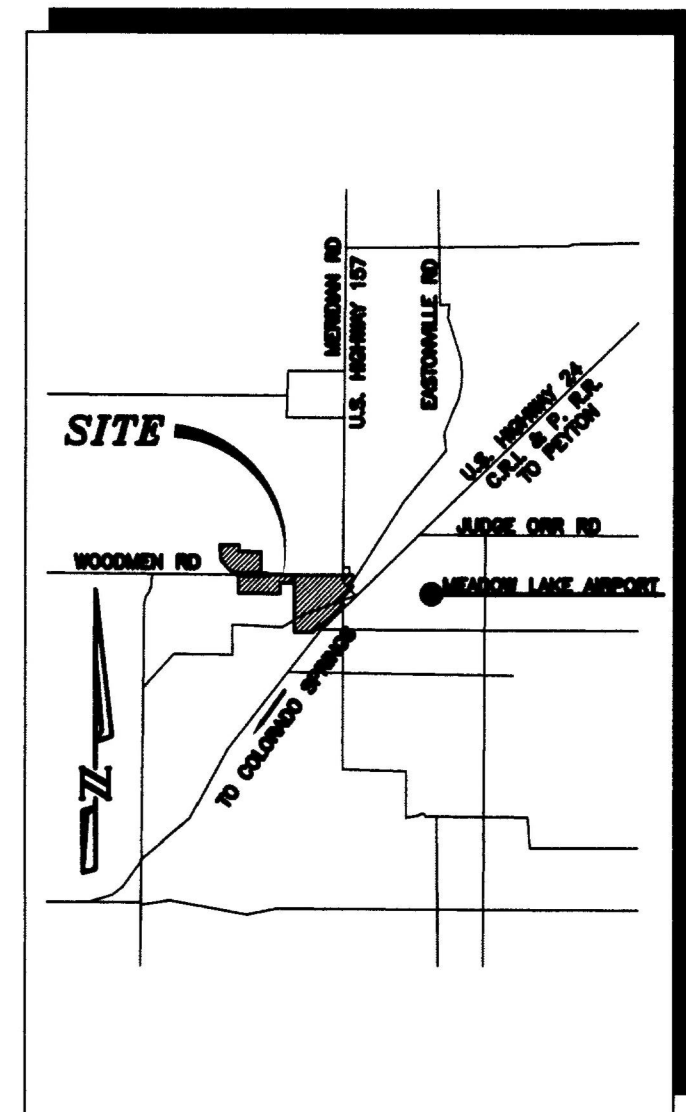 MERIDIAN RD
U.S. HIGHWAY 157
EASTONVILLE RD
U.S. HIGHWAY 24
C.R.I. & P. R.R.
TO PEYTON
SITE
JUDGE ORR RD
WOODMEN RD
MEADOW LAKE AIRPORT
TO COLORADO SPRINGS
N